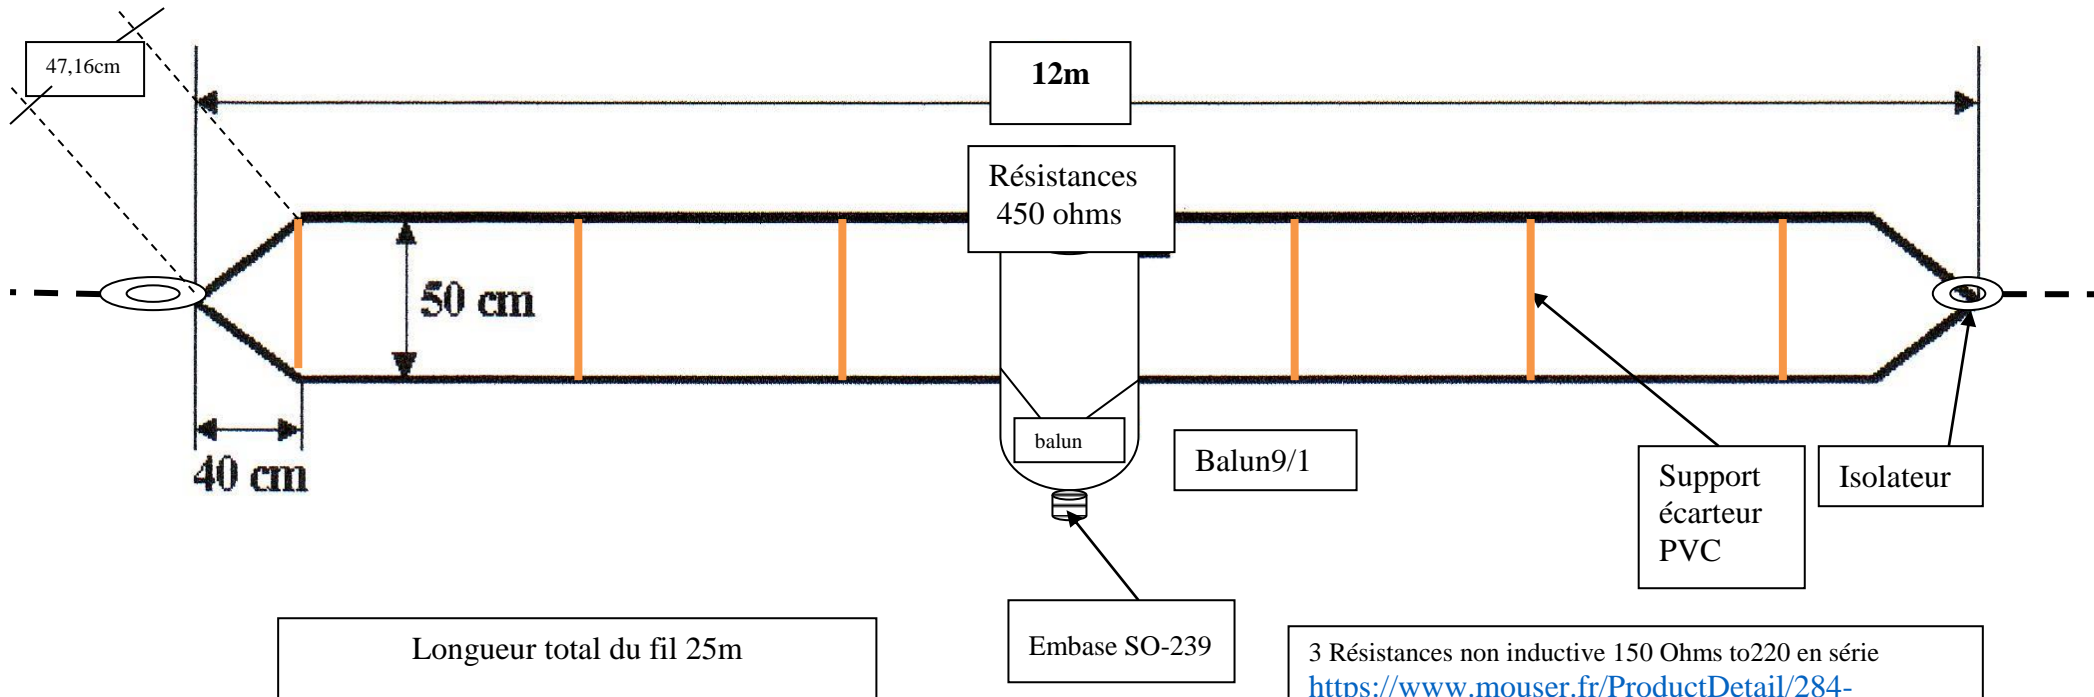 47,16cm
12m
Résistances
450 ohms
50 cm
40 cm
balun
Balun9/1
Support
écarteur
PVC
Isolateur
Embase SO-239
Longueur total du fil 25m
3 Résistances non inductive 150 Ohms to220 en série
https://www.mouser.fr/ProductDetail/284-